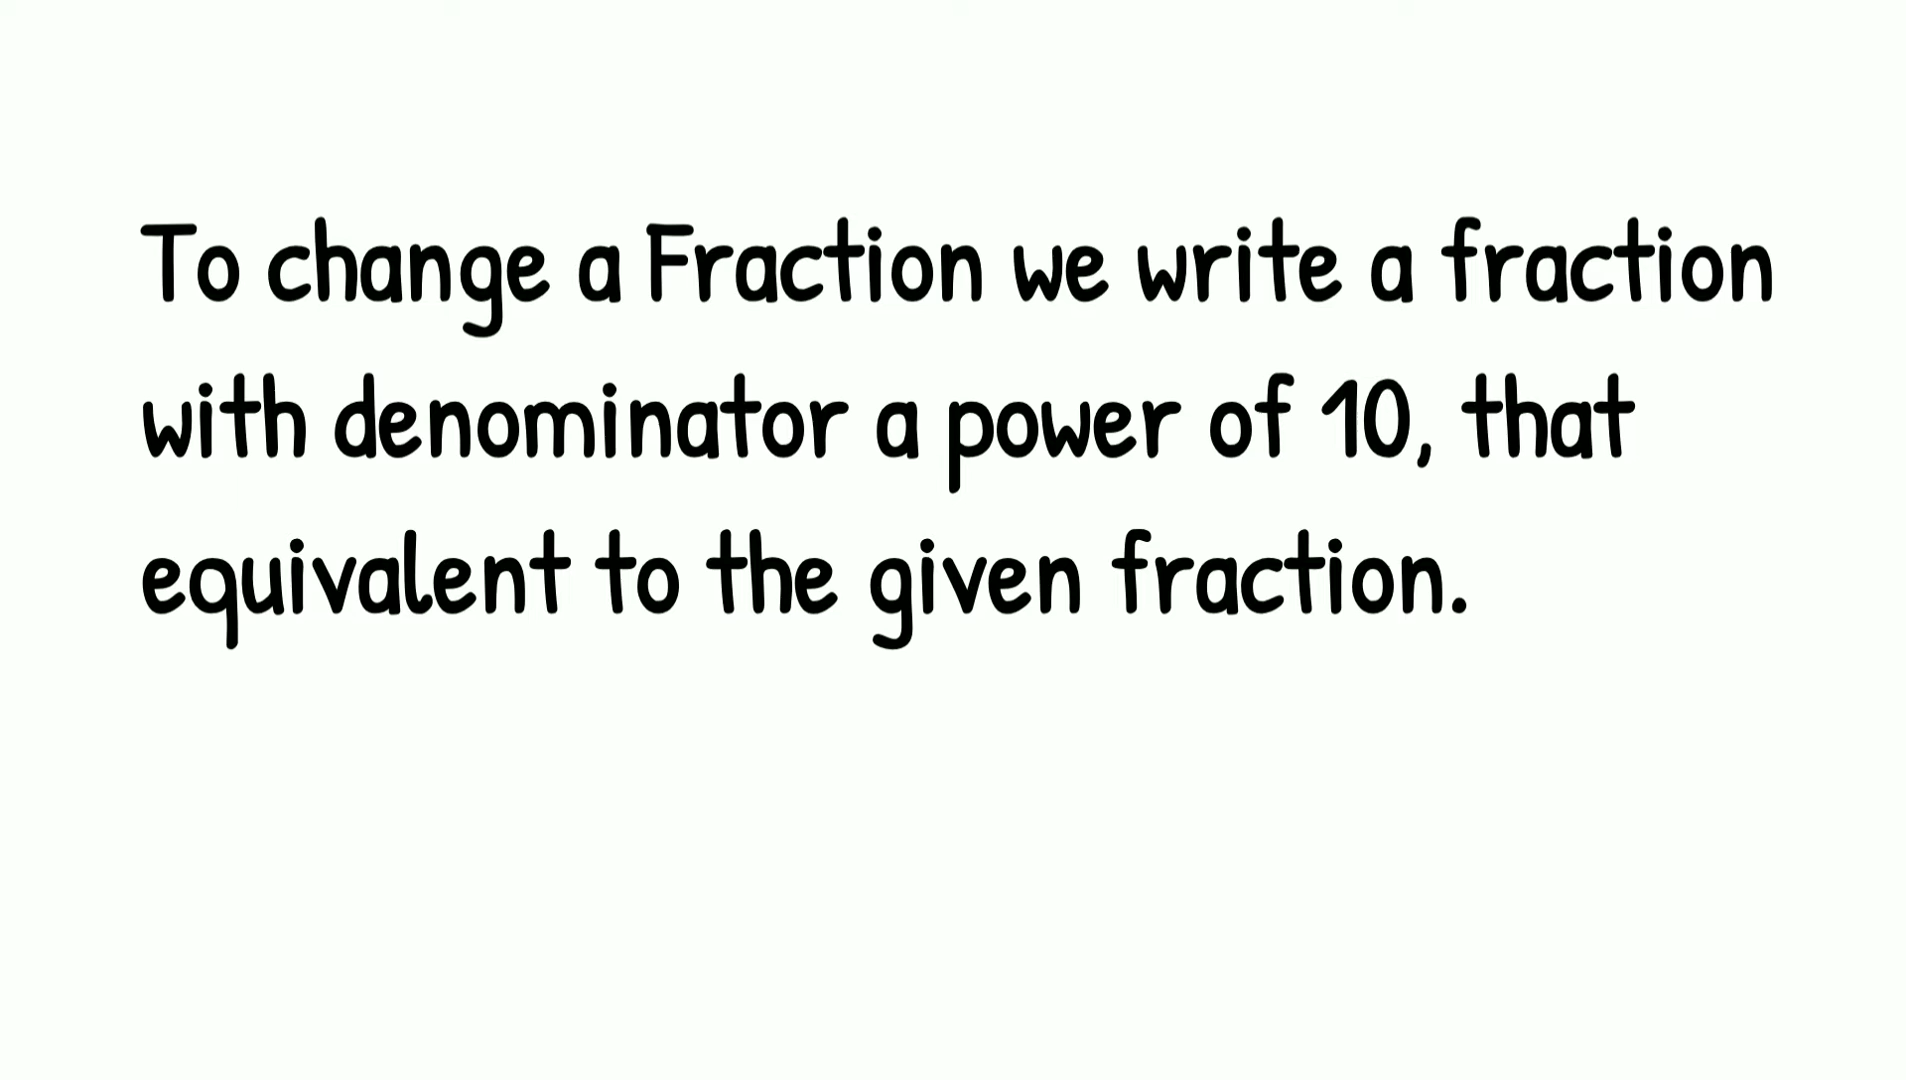 To change a Fraction we write a fraction
with denominator a power of 10, that
equivalent to the given fraction.